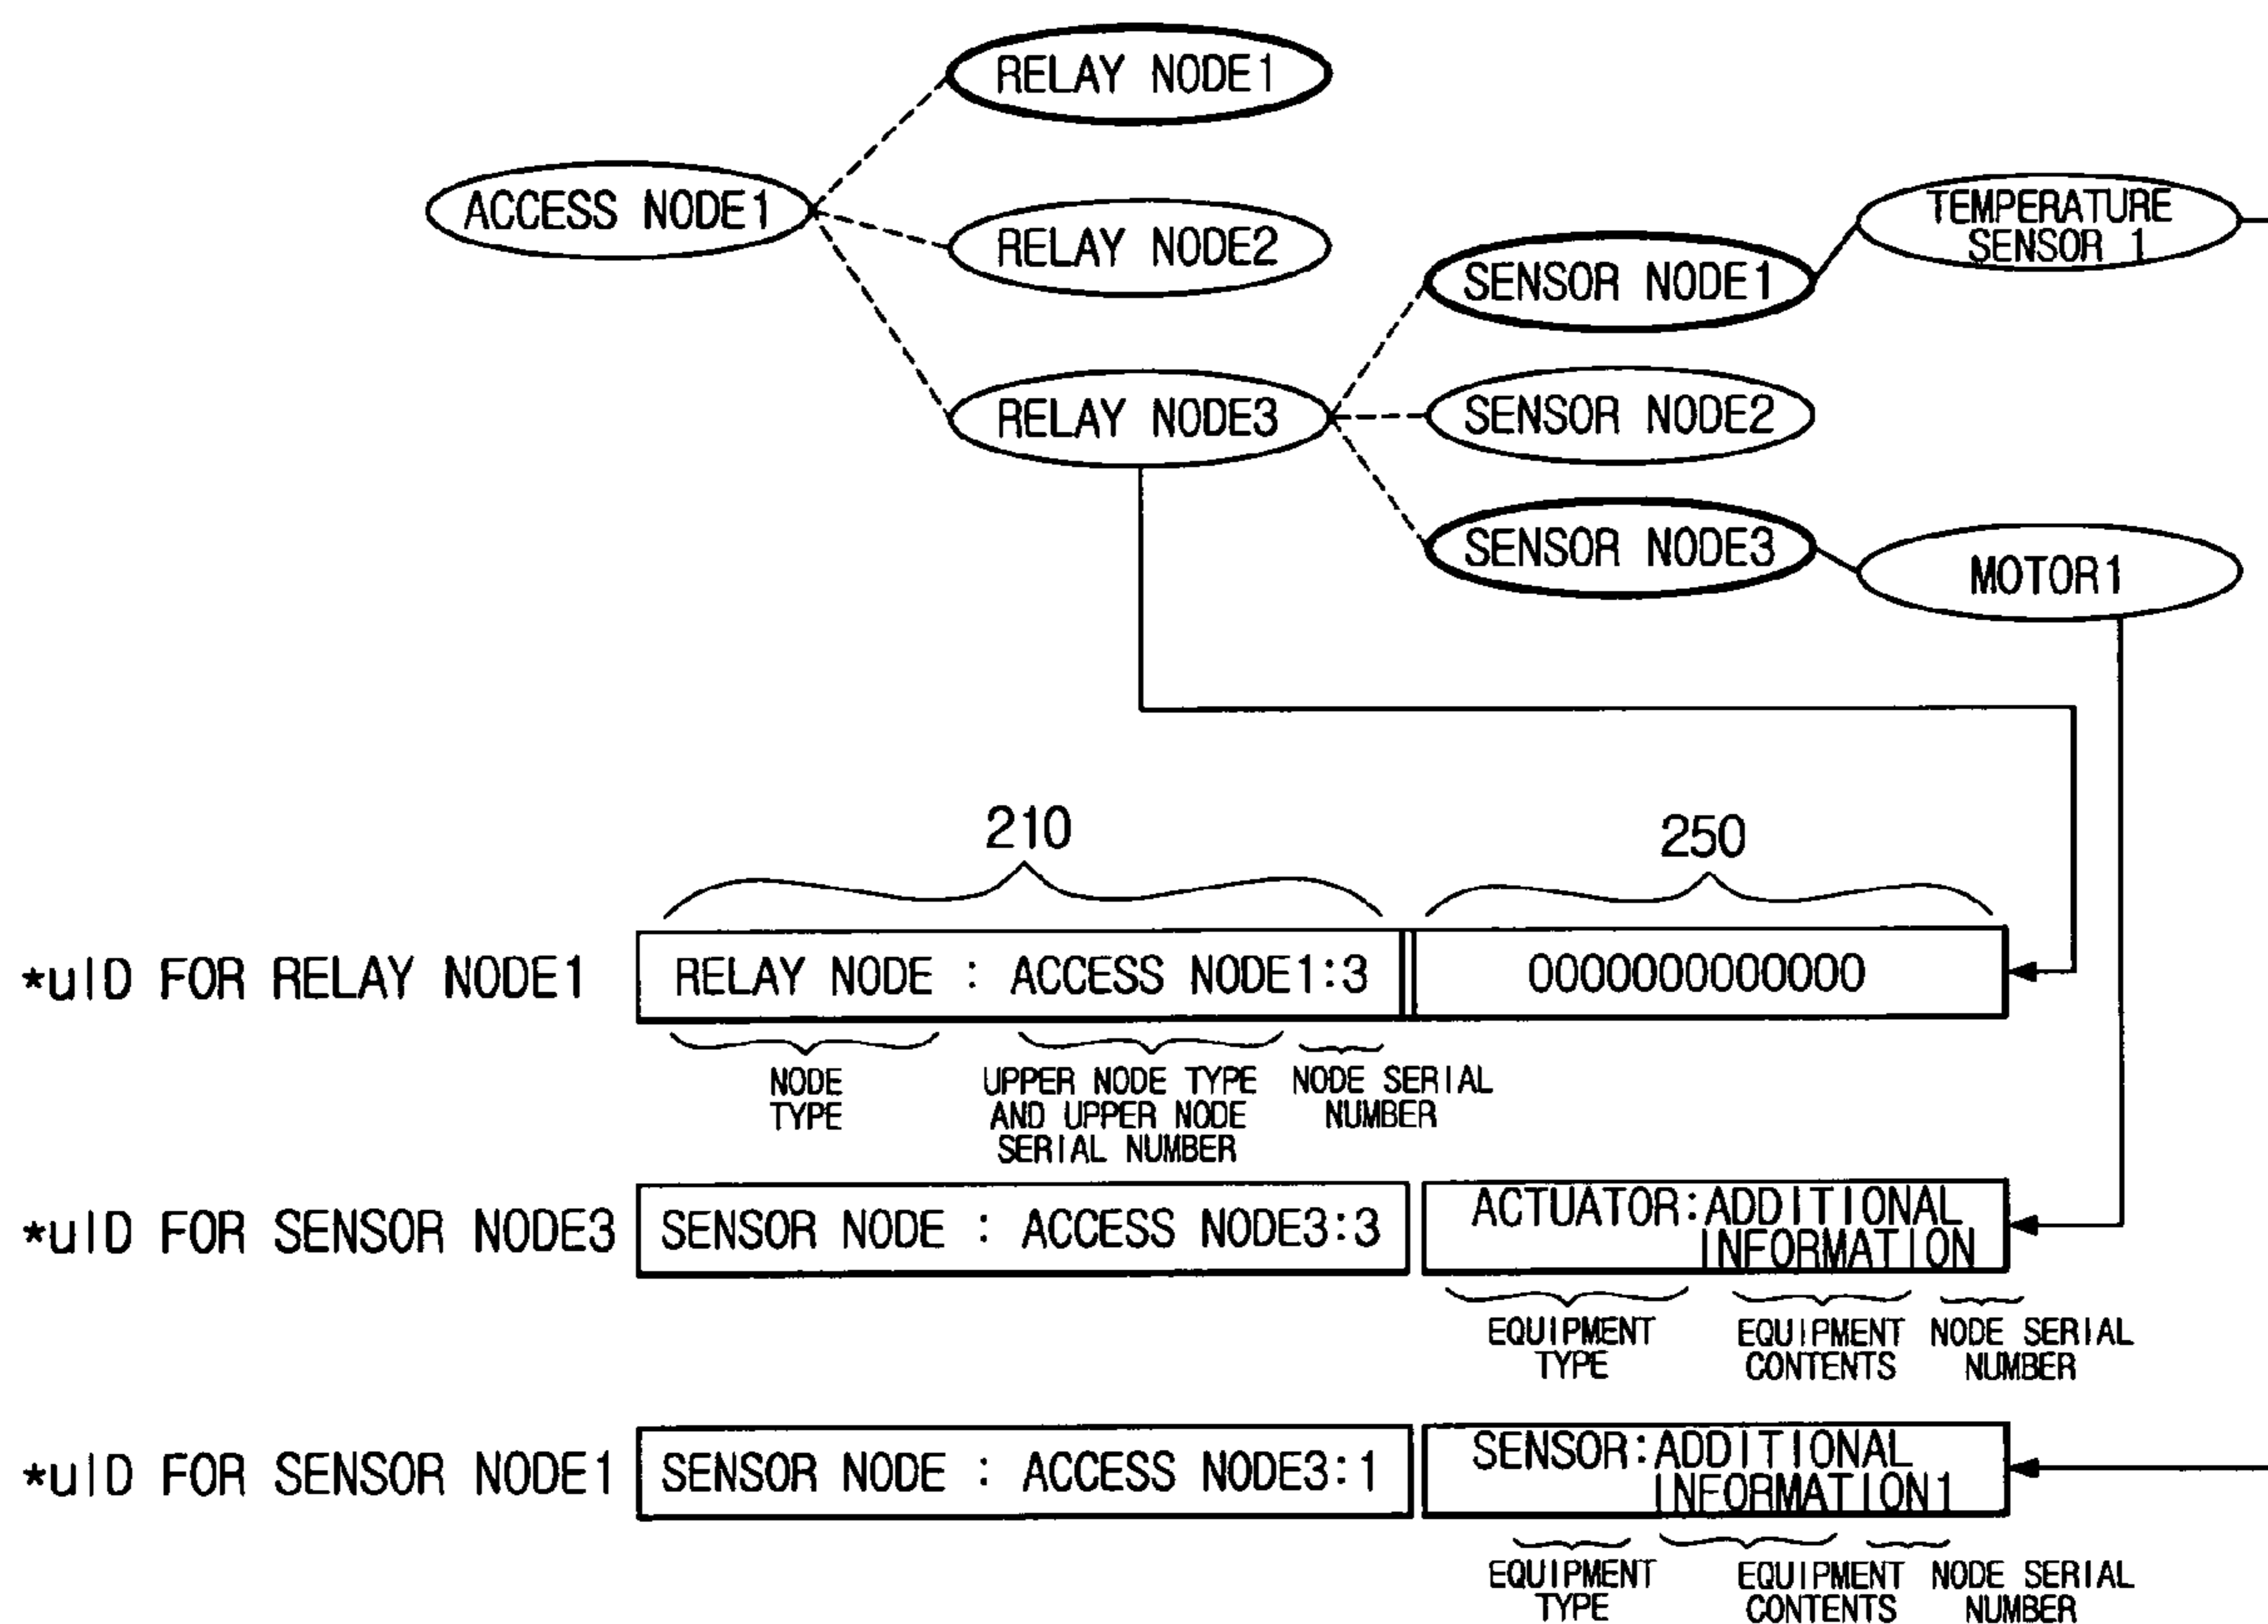 RELAY NODE1
ACCESS NODE1
RELAY NODE2
TEMPERATURE
SENSOR 1
SENSOR NODE1
RELAY NODE3
SENSOR NODE2
SENSOR NODE3
MOTOR1
210
250
*uID FOR RELAY NODE1
RELAY NODE : ACCESS NODE1:3
0000000000000
NODE
TYPE
UPPER NODE TYPE
AND UPPER NODE
SERIAL NUMBER
NODE SERIAL
NUMBER
*uID FOR SENSOR NODE3
SENSOR NODE : ACCESS NODE3:3
ACTUATOR:ADDITIONAL
INFORMATION
EQUIPMENT
TYPE
EQUIPMENT
CONTENTS
NODE SERIAL
NUMBER
*uID FOR SENSOR NODE1
SENSOR NODE : ACCESS NODE3:1
SENSOR:ADDITIONAL
INFORMATION1
EQUIPMENT
TYPE
EQUIPMENT
CONTENTS
NODE SERIAL
NUMBER